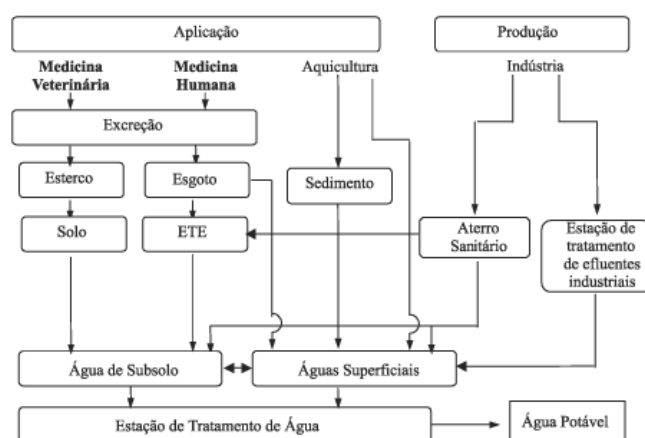 Aplicação
Produção
Medicina
Veterinária
Medicina
Humana
Aquicultura
Indústria
Excreção
Esterco
Esgoto
Sedimento
Solo
ETE
Aterro
Sanitário
Estação de
tratamento
de efluentes
industriais
Água de Subsolo
Águas Superficiais
Estação de Tratamento de Água
Água Potável